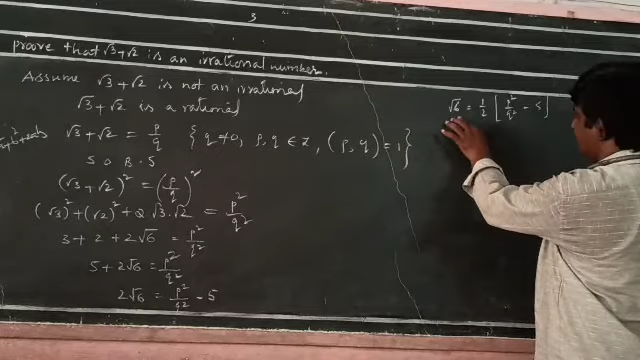 3
prove that √3+√2 is an irrational number.
Assume √3+√2 is not an irrational
√3+√2 is a rational
√3+√2 = p/q {q≠0, p,q ∈ z, (p,q) = 1}
S O B.S
(√3+√2)² = (p/q)²
(√3)²+(√2)²+2 √3.√2 = p²/q²
3+2+2√6 = p²/q²
5+2√6 = p²/q²
2√6 = p²/q² - 5
√6 = 1/2 [p²/q² - 5]